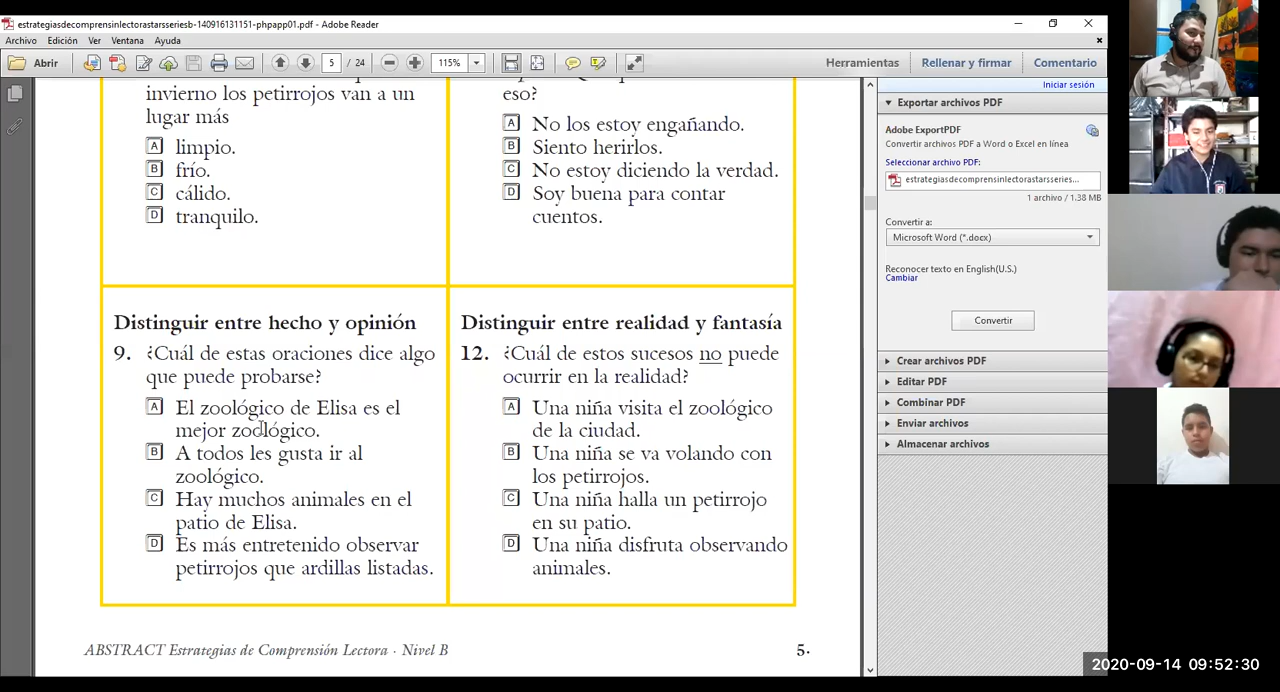 estrategiasdecomprensinlectorastarsseriesb-140916131151-phpapp01.pdf - Adobe Reader
Archivo Edición Ver Ventana Ayuda
Abrir
5 / 24
115%
Herramientas
Rellenar y firmar
Comentario
Iniciar sesión
invierno los petirrojos van a un
lugar más
A limpio.
B frío.
C cálido.
D tranquilo.
eso?
A No los estoy engañando.
B Siento herirlos.
C No estoy diciendo la verdad.
D Soy buena para contar
cuentos.
Distinguir entre hecho y opinión
9. ¿Cuál de estas oraciones dice algo
que puede probarse?
A El zoológico de Elisa es el
mejor zoológico.
B A todos les gusta ir al
zoológico.
C Hay muchos animales en el
patio de Elisa.
D Es más entretenido observar
petirrojos que ardillas listadas.
Distinguir entre realidad y fantasía
12. ¿Cuál de estos sucesos no puede
ocurrir en la realidad?
A Una niña visita el zoológico
de la ciudad.
B Una niña se va volando con
los petirrojos.
C Una niña halla un petirrojo
en su patio.
D Una niña disfruta observando
animales.
ABSTRACT Estrategias de Comprensión Lectora · Nivel B
5.
Exportar archivos PDF
Adobe ExportPDF
Convertir archivos PDF a Word o Excel en línea
Seleccionar archivo PDF:
estrategiasdecomprensinlectorastarsseries...
1 archivo / 1.38 MB
Convertir a:
Microsoft Word (*.docx)
Reconocer texto en English(U.S.)
Cambiar
Convertir
Crear archivos PDF
Editar PDF
Combinar PDF
Enviar archivos
Almacenar archivos
2020-09-14 09:52:30